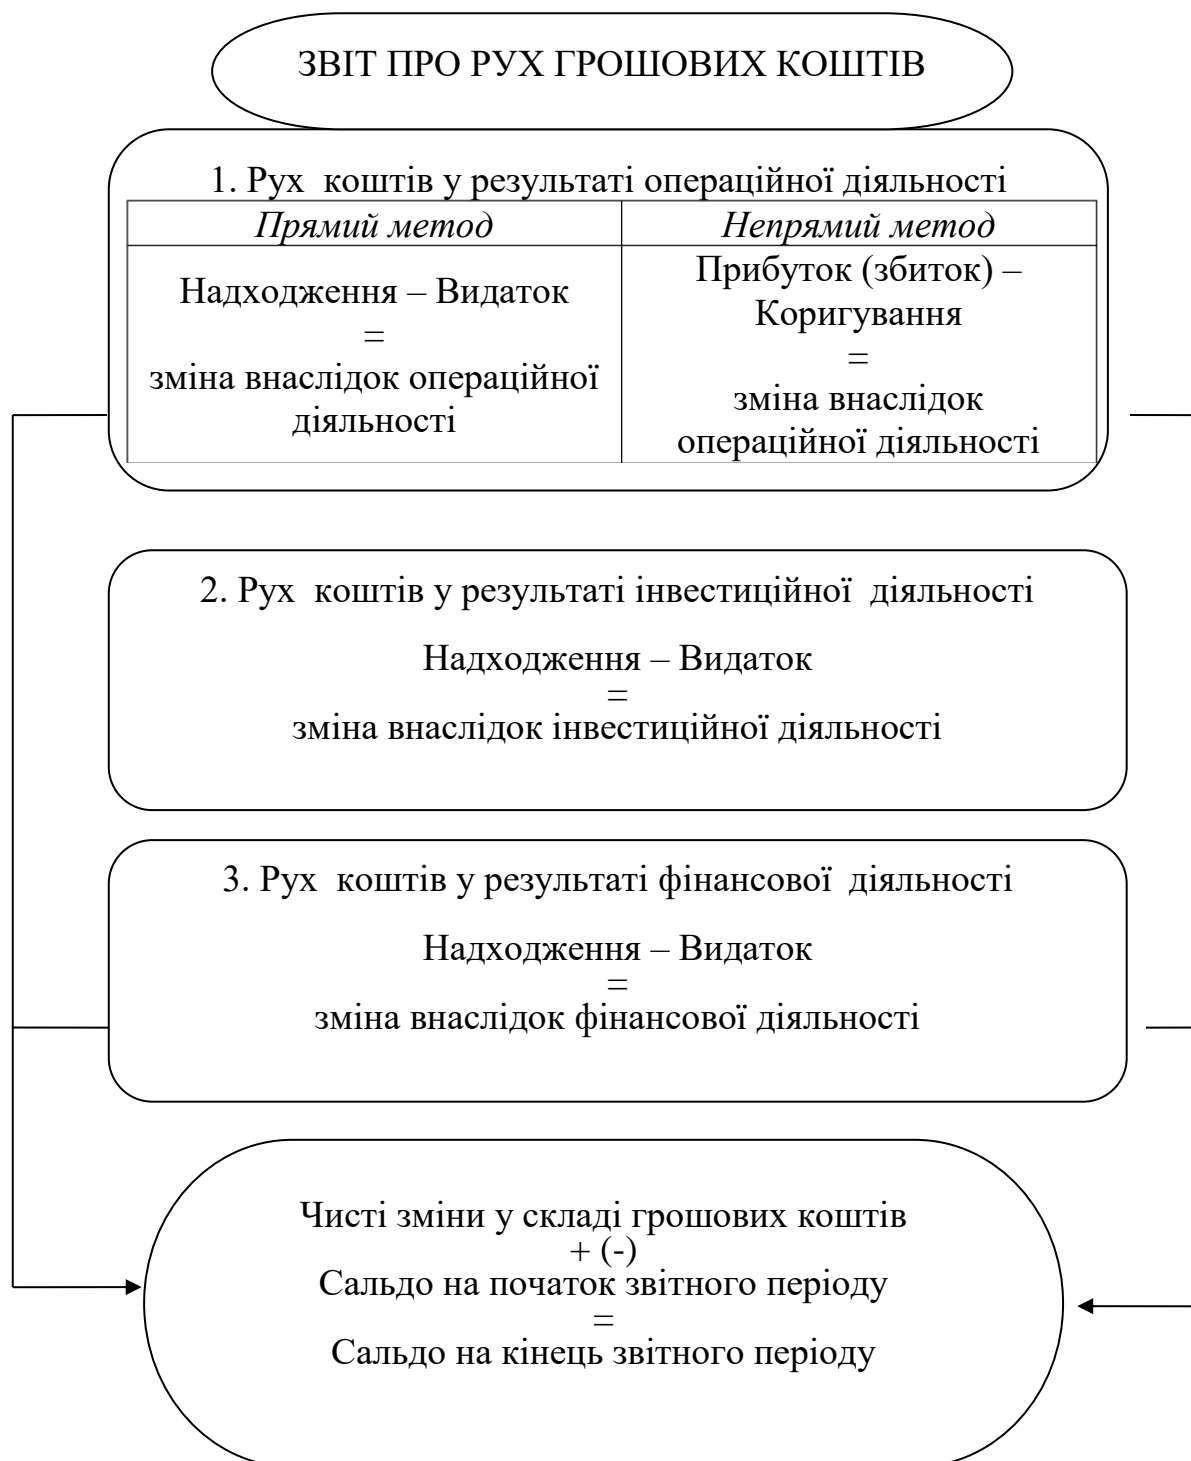 ЗВІТ ПРО РУХ ГРОШОВИХ КОШТІВ
1. Рух коштів у результаті операційної діяльності
Прямий метод
Надходження – Видаток
=
зміна внаслідок операційної
діяльності
Непрямий метод
Прибуток (збиток) –
Коригування
=
зміна внаслідок
операційної діяльності
2. Рух коштів у результаті інвестиційної діяльності
Надходження – Видаток
=
зміна внаслідок інвестиційної діяльності
3. Рух коштів у результаті фінансової діяльності
Надходження – Видаток
=
зміна внаслідок фінансової діяльності
Чисті зміни у складі грошових коштів
+ (-)
Сальдо на початок звітного періоду
=
Сальдо на кінець звітного періоду